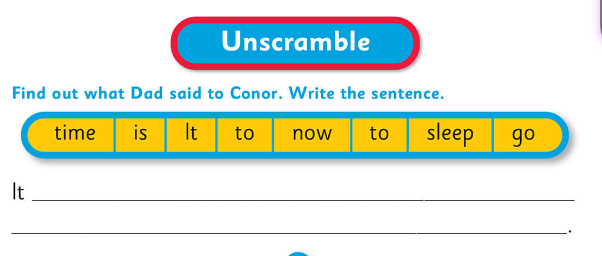 Unscramble
Find out what Dad said to Conor. Write the sentence.
time is It to now to sleep go
It
.